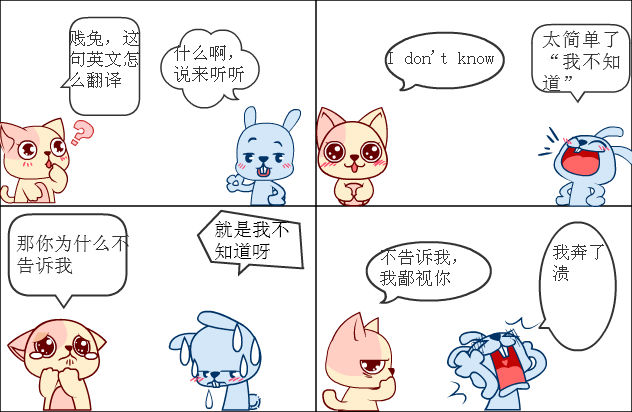 贱兔，这
句英文怎
么翻译
什么啊，
说来听听
I don't know
太简单了
“我不知
道”
那你为什么不
告诉我
就是我不
知道呀
不告诉我，
我鄙视你
我奔了
溃